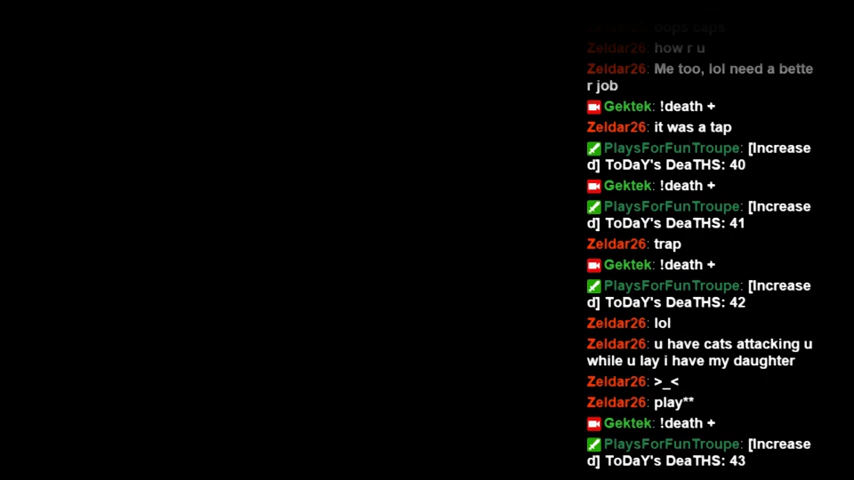 oops caps
Zeldar26: how r u
Zeldar26: Me too, lol need a bette
r job
Gektek: !death +
Zeldar26: it was a tap
PlaysForFunTroupe: [Increase
d] ToDaY's DeaTHS: 40
Gektek: !death +
PlaysForFunTroupe: [Increase
d] ToDaY's DeaTHS: 41
Zeldar26: trap
Gektek: !death +
PlaysForFunTroupe: [Increase
d] ToDaY's DeaTHS: 42
Zeldar26: lol
Zeldar26: u have cats attacking u
while u lay i have my daughter
Zeldar26: >_<
Zeldar26: play**
Gektek: !death +
PlaysForFunTroupe: [Increase
d] ToDaY's DeaTHS: 43